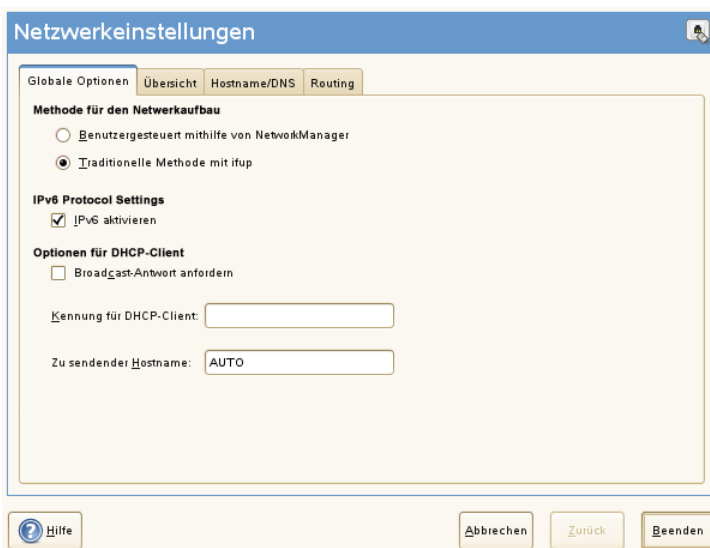 Netzwerkeinstellungen
Globale Optionen Übersicht Hostname/DNS Routing
Methode für den Netwerkaufbau
Benutzergesteuert mithilfe von NetworkManager
Traditionelle Methode mit ifup
IPv6 Protocol Settings
IPv6 aktivieren
Optionen für DHCP-Client
Broadcast-Antwort anfordern
Kennung für DHCP-Client:
Zu sendender Hostname: AUTO
Hilfe Abbrechen Zurück Beenden